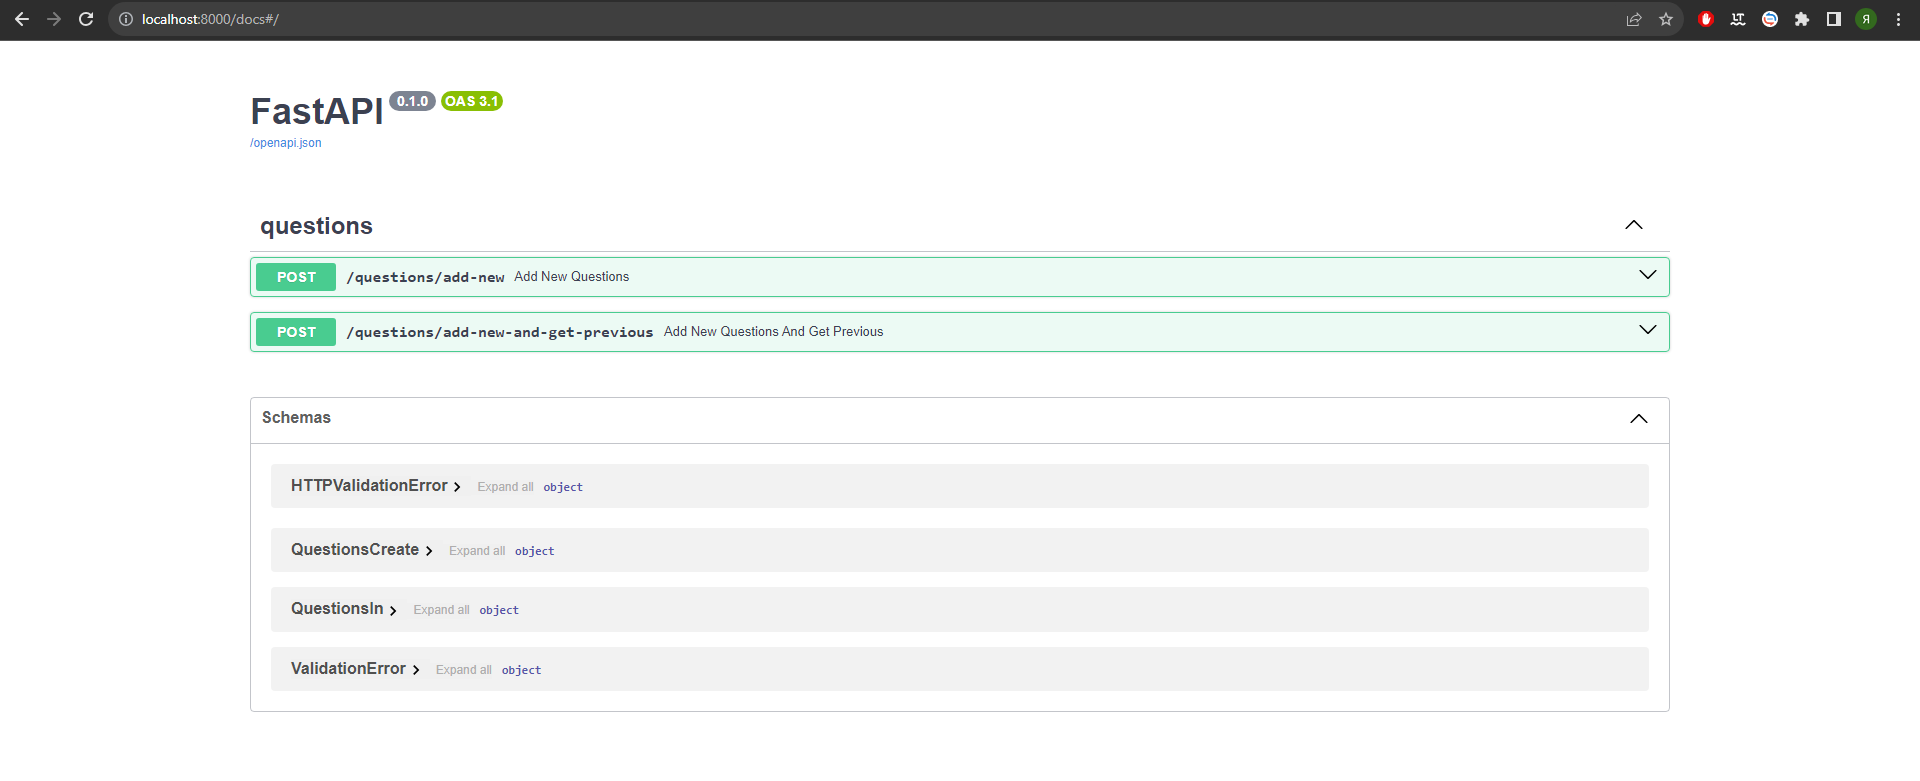 localhost:8000/docs#/
Я
FastAPI 0.1.0 OAS 3.1
/openapi.json
questions
POST /questions/add-new Add New Questions
POST /questions/add-new-and-get-previous Add New Questions And Get Previous
Schemas
HTTPValidationError Expand all object
QuestionsCreate Expand all object
QuestionsIn Expand all object
ValidationError Expand all object